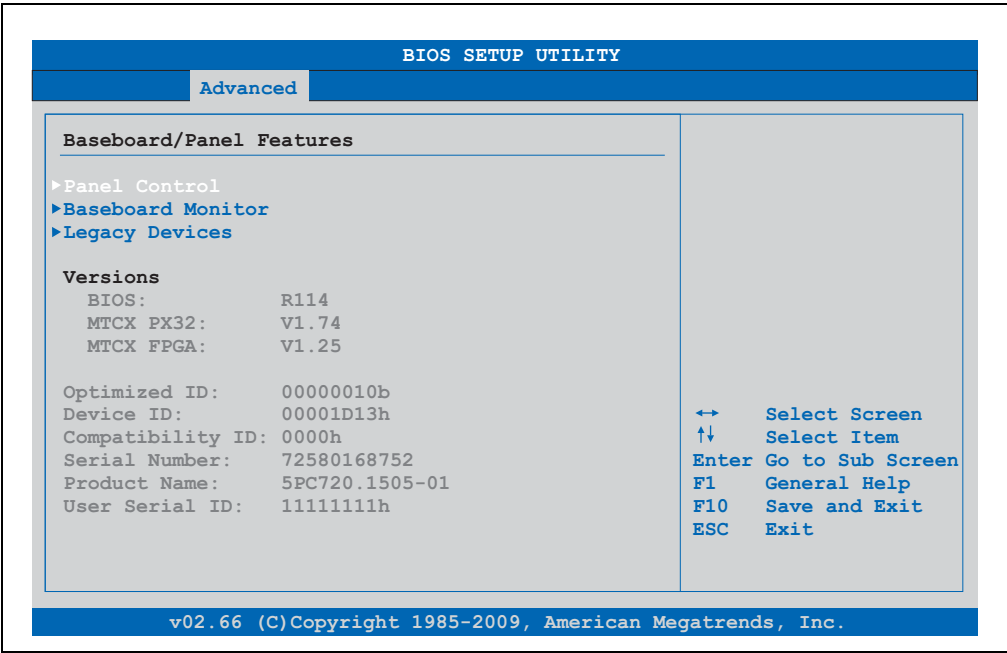 BIOS SETUP UTILITY
Advanced
Baseboard/Panel Features
▶Panel Control
▶Baseboard Monitor
▶Legacy Devices
Versions
BIOS: R114
MTCX PX32: V1.74
MTCX FPGA: V1.25
Optimized ID: 00000010b
Device ID: 00001D13h
Compatibility ID: 0000h
Serial Number: 72580168752
Product Name: 5PC720.1505-01
User Serial ID: 11111111h
↔ Select Screen
↑↓ Select Item
Enter Go to Sub Screen
F1 General Help
F10 Save and Exit
ESC Exit
v02.66 (C)Copyright 1985-2009, American Megatrends, Inc.